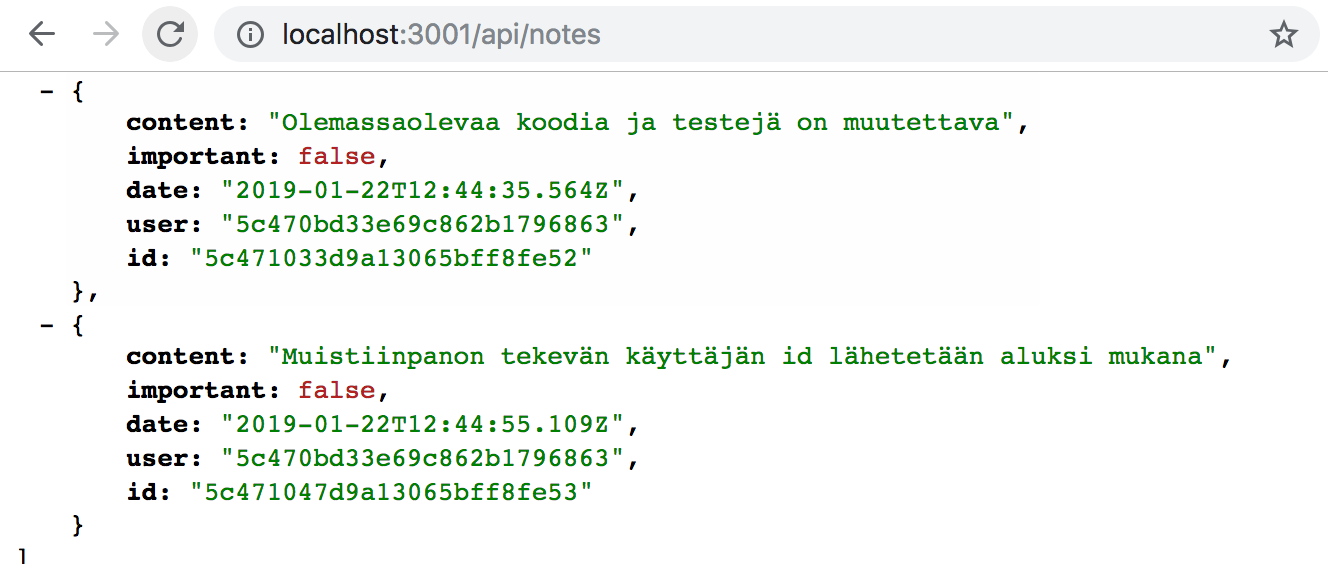 localhost:3001/api/notes
- {
content: "Olemassaolevaa koodia ja testejä on muutettava",
important: false,
date: "2019-01-22T12:44:35.564Z",
user: "5c470bd33e69c862b1796863",
id: "5c471033d9a13065bff8fe52"
},
- {
content: "Muistiinpanon tekevän käyttäjän id lähetetään aluksi mukana",
important: false,
date: "2019-01-22T12:44:55.109Z",
user: "5c470bd33e69c862b1796863",
id: "5c471047d9a13065bff8fe53"
}
]